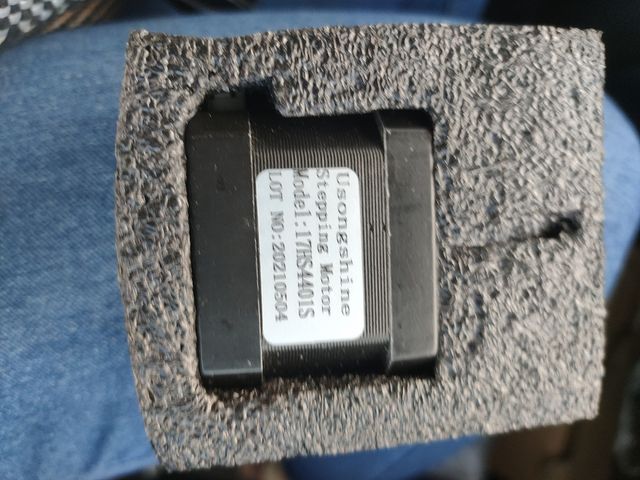 Usongshine
Stepping Motor
Model:17HS4401S
LOT NO:20210504